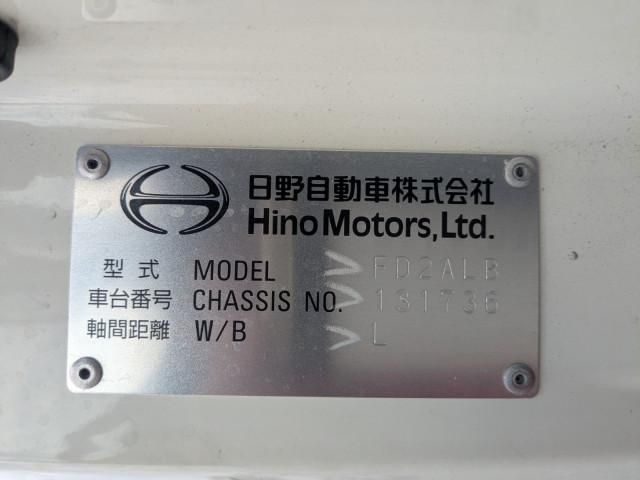 日野自動車株式会社
Hino Motors, Ltd.
型式 MODEL FD2ALB
車台番号 CHASSIS NO. 131736
軸間距離 W/B L